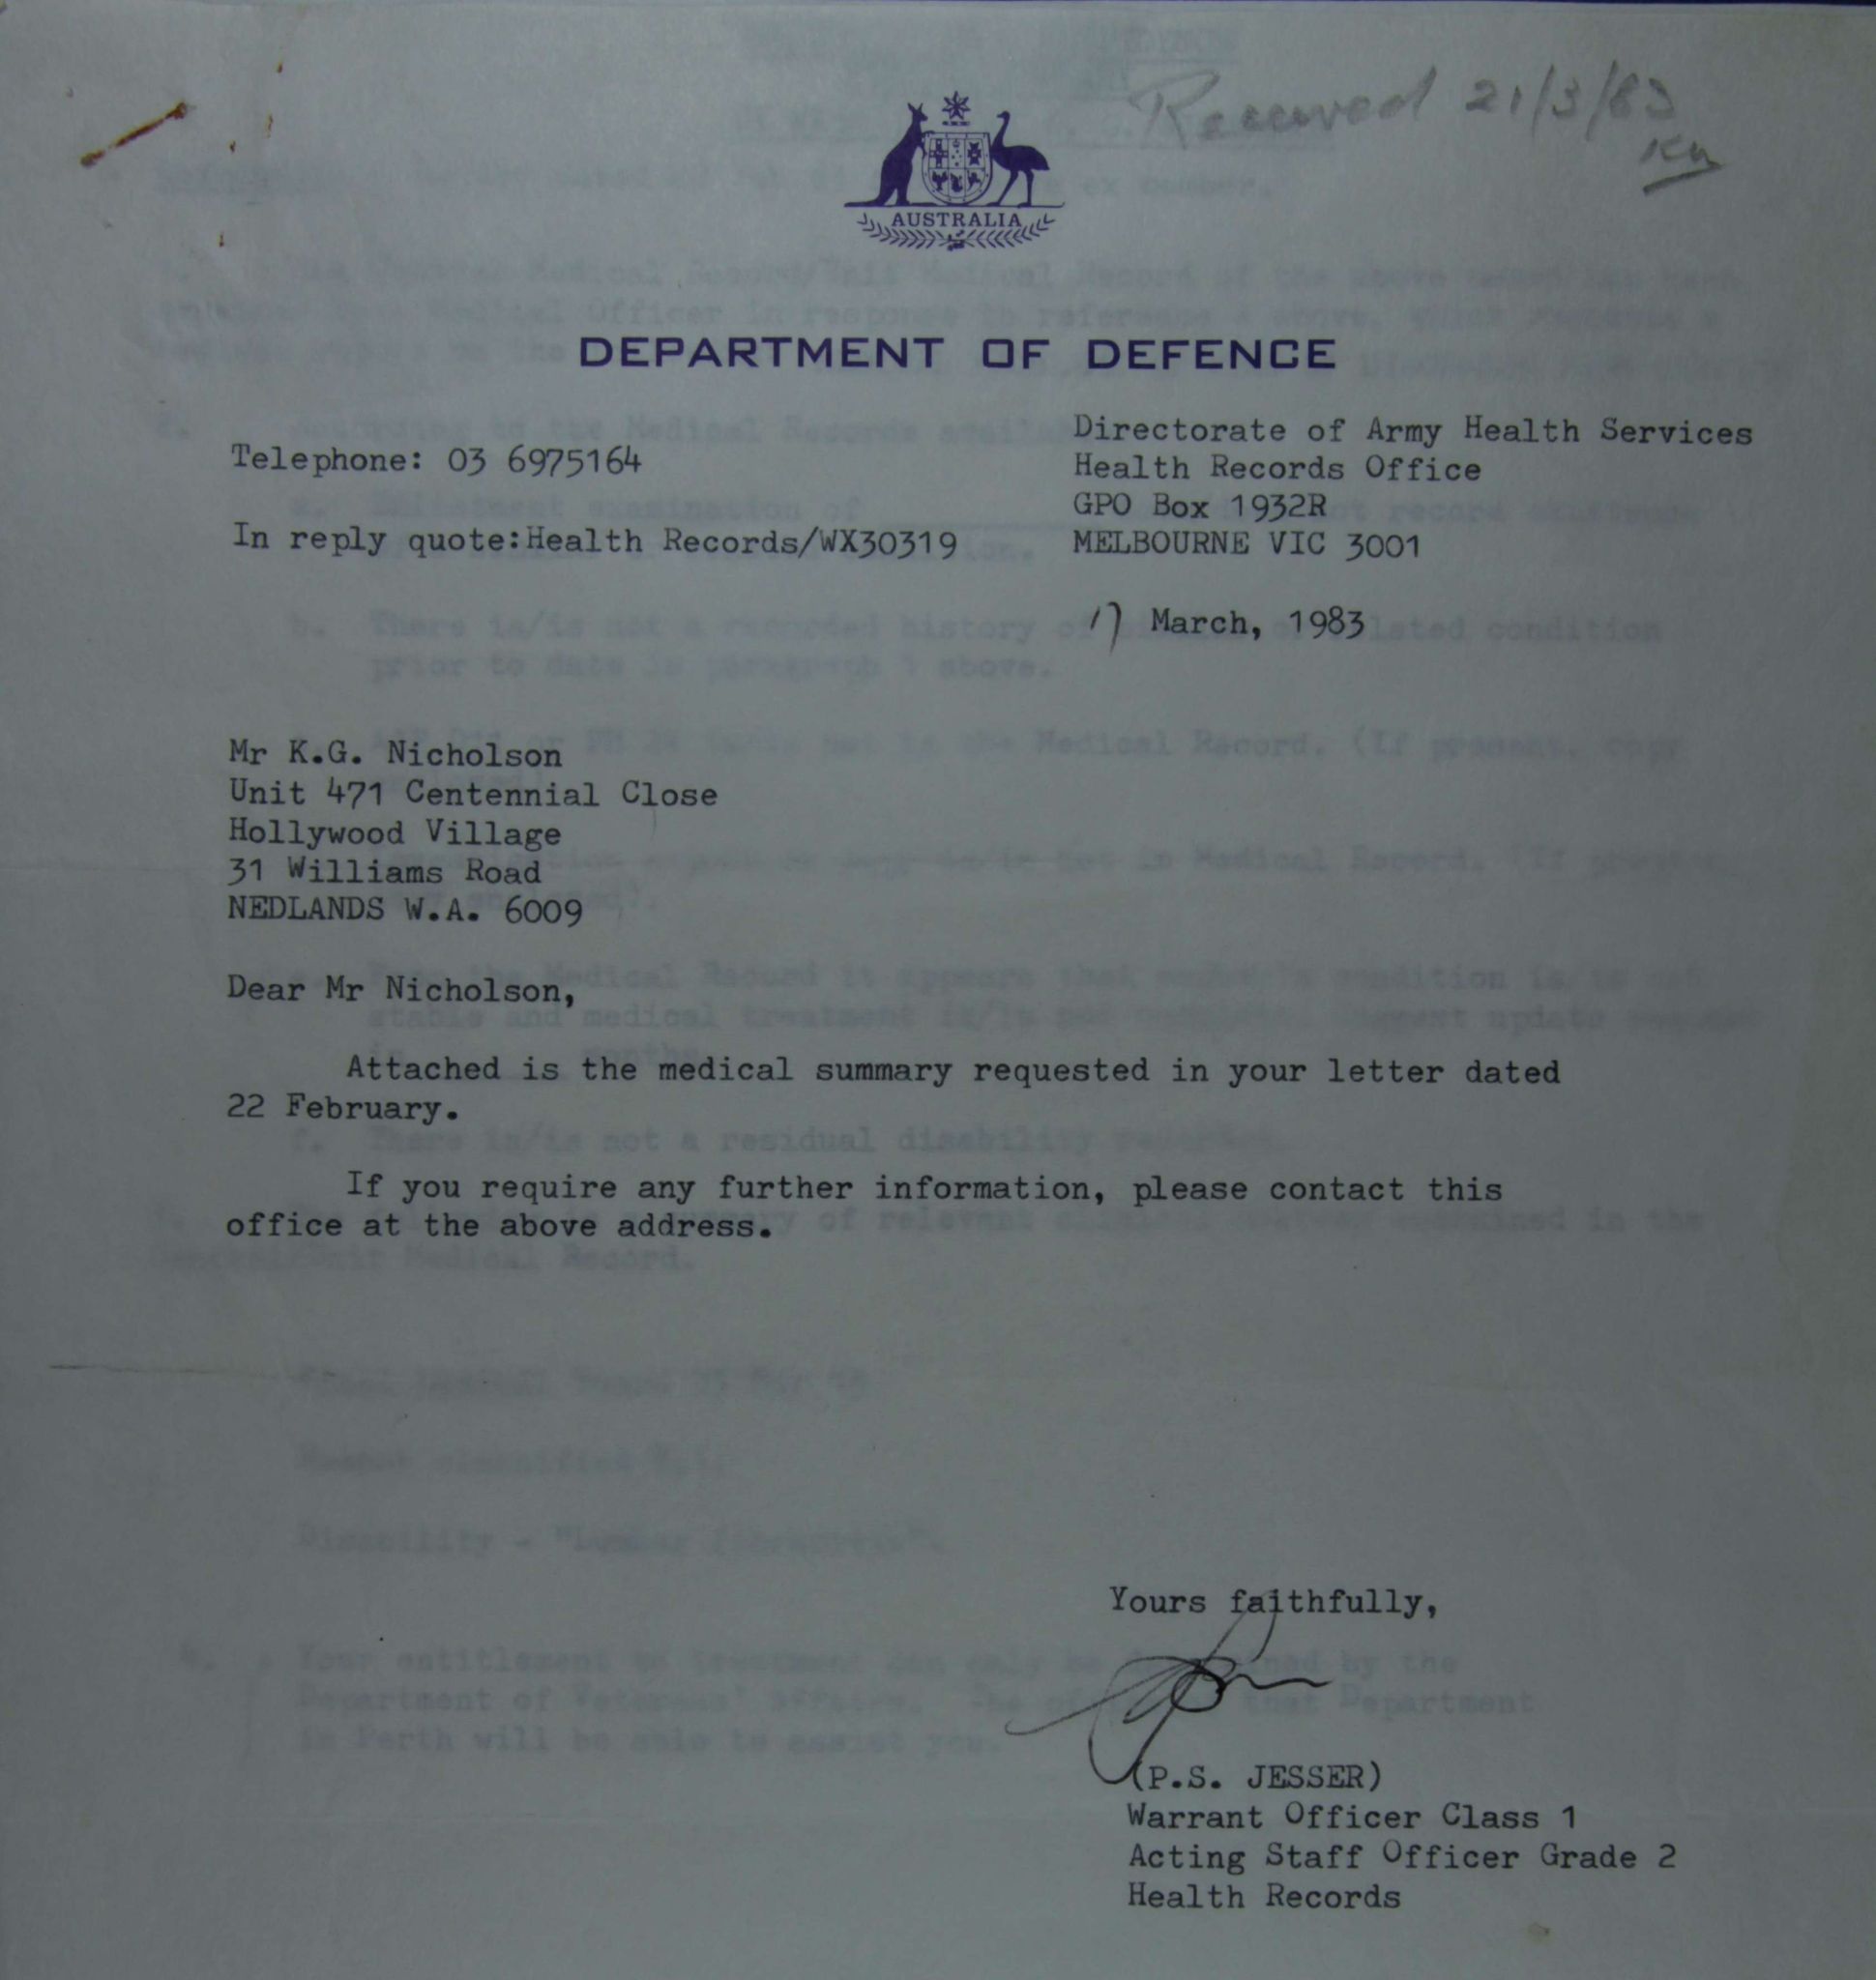 Received 21/3/83
KN
AUSTRALIA
DEPARTMENT OF DEFENCE
Directorate of Army Health Services
Telephone: 03 6975164
Health Records Office
GPO Box 1932R
In reply quote:Health Records/WX30319
MELBOURNE VIC 3001
17 March, 1983
Mr K.G. Nicholson
Unit 471 Centennial Close
Hollywood Village
31 Williams Road
NEDLANDS W.A. 6009
Dear Mr Nicholson,
Attached is the medical summary requested in your letter dated
22 February.
If you require any further information, please contact this
office at the above address.
Yours faithfully,
(P.S. JESSER)
Warrant Officer Class 1
Acting Staff Officer Grade 2
Health Records